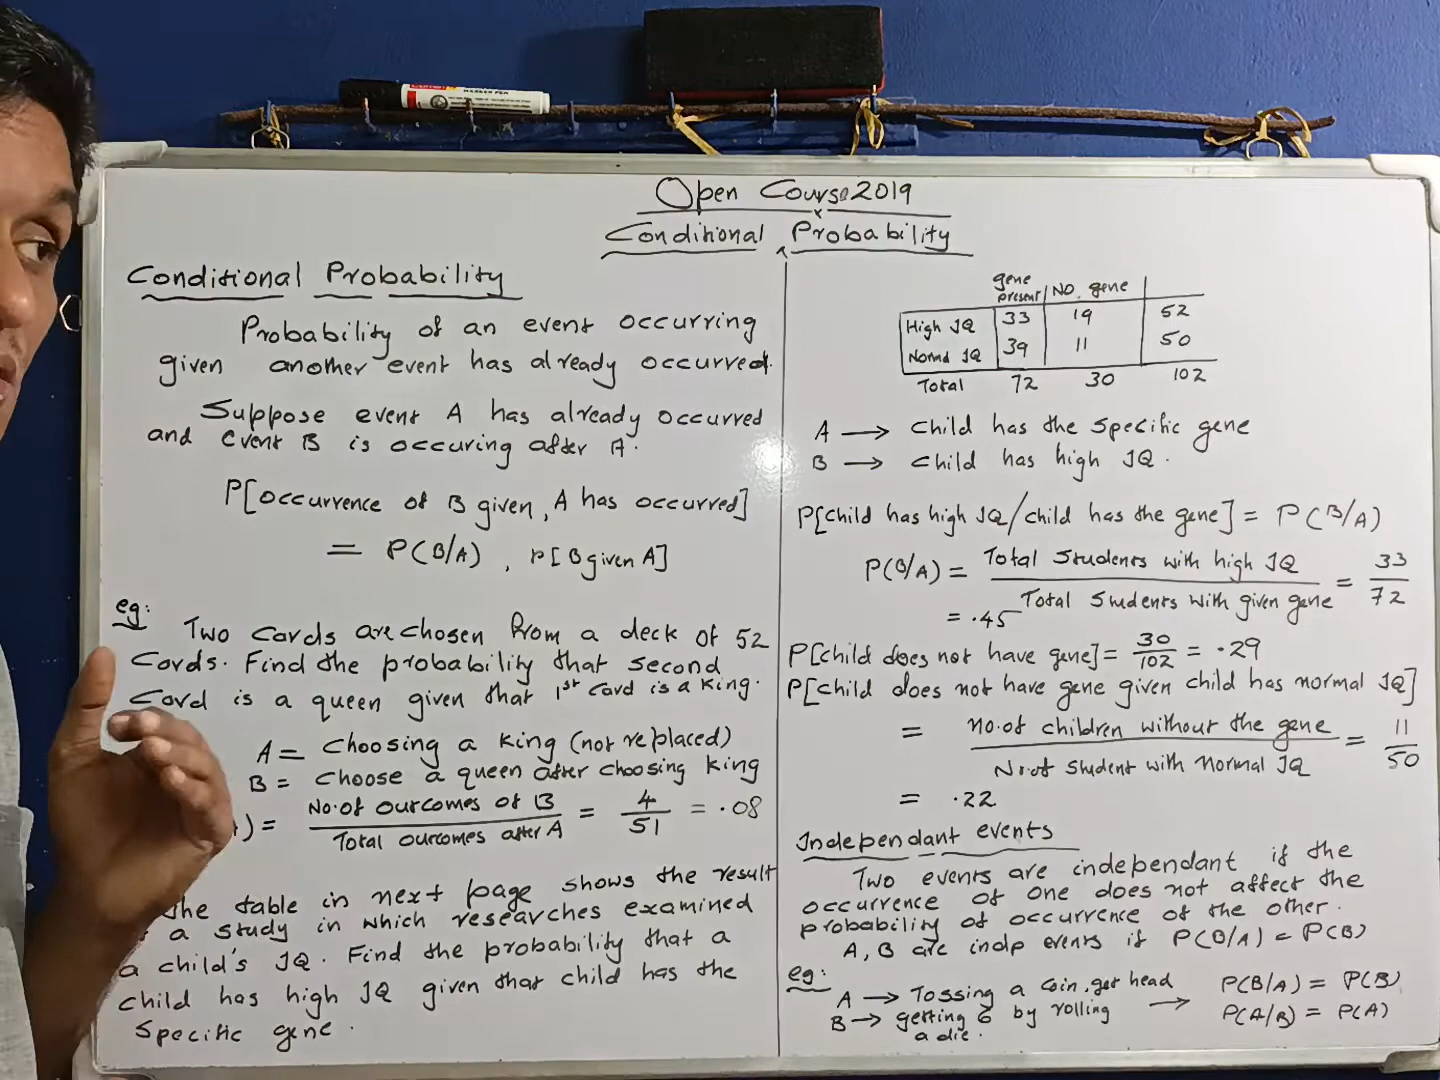 MARKER PEN
Open Course 2019
Conditional Probability
Conditional Probability
Probability of an event occurring
given another event has already occurred.
Suppose event A has already occurred
and event B is occuring after A.
P[occurrence of B given, A has occurred]
= P(B/A) , P[B given A]
eg:
Two cards are chosen from a deck of 52
cards. Find the probability that second
card is a queen given that 1st card is a king.
A = choosing a king (not replaced)
B = choose a queen after choosing king
) = No. of outcomes of B / Total outcomes after A = 4/51 = .08
The table in next page shows the result
a study in which researches examined
a child's IQ. Find the probability that a
child has high IQ given that child has the
specific gene.
gene present NO. gene
High IQ 33 19 52
Normal IQ 39 11 50
Total 72 30 102
A → child has the specific gene
B → child has high IQ.
P[child has high IQ/child has the gene] = P(B/A)
P(B/A) = Total students with high IQ / Total students with given gene = 33/72
= .45
P[child does not have gene] = 30/102 = .29
P[child does not have gene given child has normal IQ]
= no. of children without the gene / No. of student with normal IQ = 11/50
= .22
Independant events
Two events are independant if the
occurrence of one does not affect the
probability of occurrence of the other.
A, B are indp events if P(B/A) = P(B)
eg:
A → Tossing a coin, get head P(B/A) = P(B)
B → getting 6 by rolling → P(A/B) = P(A)
a die.